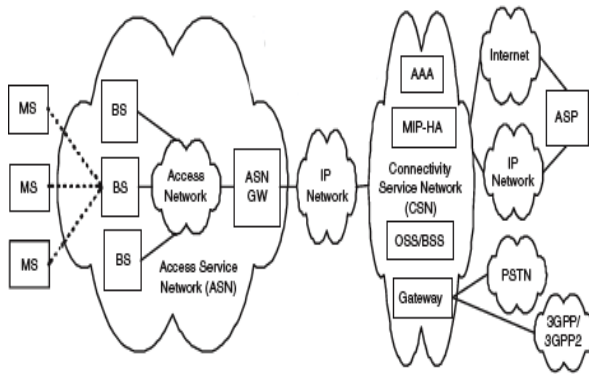 MS
MS
MS
BS
BS
BS
Access
Network
ASN
GW
Access Service
Network (ASN)
IP
Network
AAA
MIP-HA
Connectivity
Service Network
(CSN)
OSS/BSS
Gateway
Internet
IP
Network
ASP
PSTN
3GPP/
3GPP2